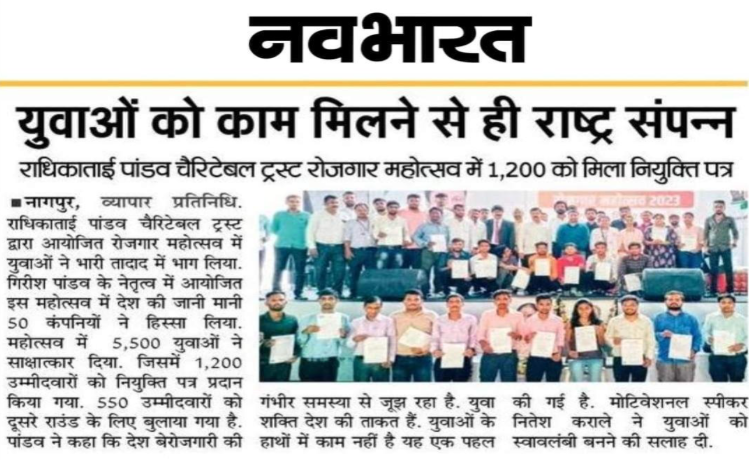 नवभारत
युवाओं को काम मिलने से ही राष्ट्र संपन्न
राधिकाताई पांडव चैरिटेबल ट्रस्ट रोजगार महोत्सव में 1,200 को मिला नियुक्ति पत्र
■ नागपुर, व्यापार प्रतिनिधि.
राधिकाताई पांडव चैरिटेबल ट्रस्ट
द्वारा आयोजित रोजगार महोत्सव में
युवाओं ने भारी तादाद में भाग लिया.
गिरीश पांडव के नेतृत्व में आयोजित
इस महोत्सव में देश की जानी मानी
50 कंपनियों ने हिस्सा लिया.
महोत्सव में 5,500 युवाओं ने
साक्षात्कार दिया. जिसमें 1,200
उम्मीदवारों को नियुक्ति पत्र प्रदान
किया गया. 550 उम्मीदवारों को
दूसरे राउंड के लिए बुलाया गया है.
पांडव ने कहा कि देश बेरोजगारी की
रोजगार महोत्सव 2023
गंभीर समस्या से जूझ रहा है. युवा
शक्ति देश की ताकत हैं. युवाओं के
हाथों में काम नहीं है यह एक पहल
की गई है. मोटिवेशनल स्पीकर
नितेश कराले ने युवाओं को
स्वावलंबी बनने की सलाह दी.